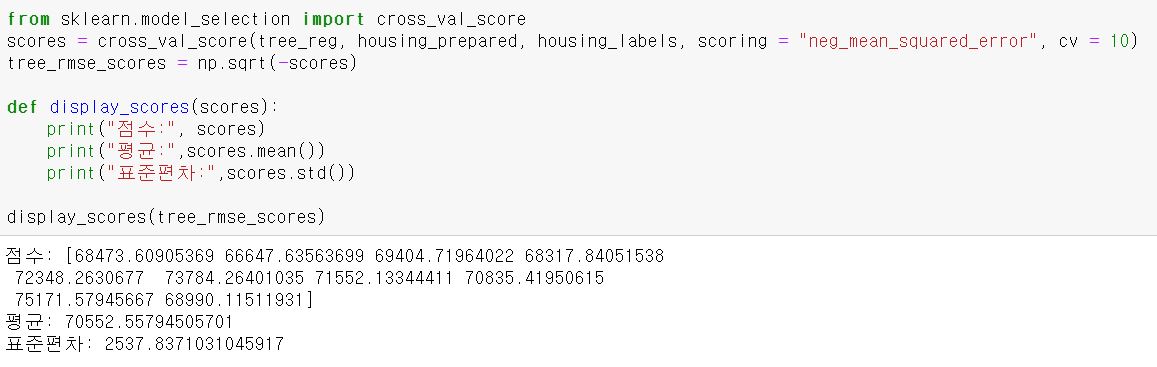 from sklearn.model_selection import cross_val_score
scores = cross_val_score(tree_reg, housing_prepared, housing_labels, scoring = "neg_mean_squared_error", cv = 10)
tree_rmse_scores = np.sqrt(-scores)

def display_scores(scores):
    print("점수:", scores)
    print("평균:",scores.mean())
    print("표준편차:",scores.std())

display_scores(tree_rmse_scores)
점수: [68473.60905369 66647.63563699 69404.71964022 68317.84051538
 72348.2630677  73784.26401035 71552.13344411 70835.41950615
 75171.57945667 68990.11511931]
평균: 70552.55794505701
표준편차: 2537.8371031045917